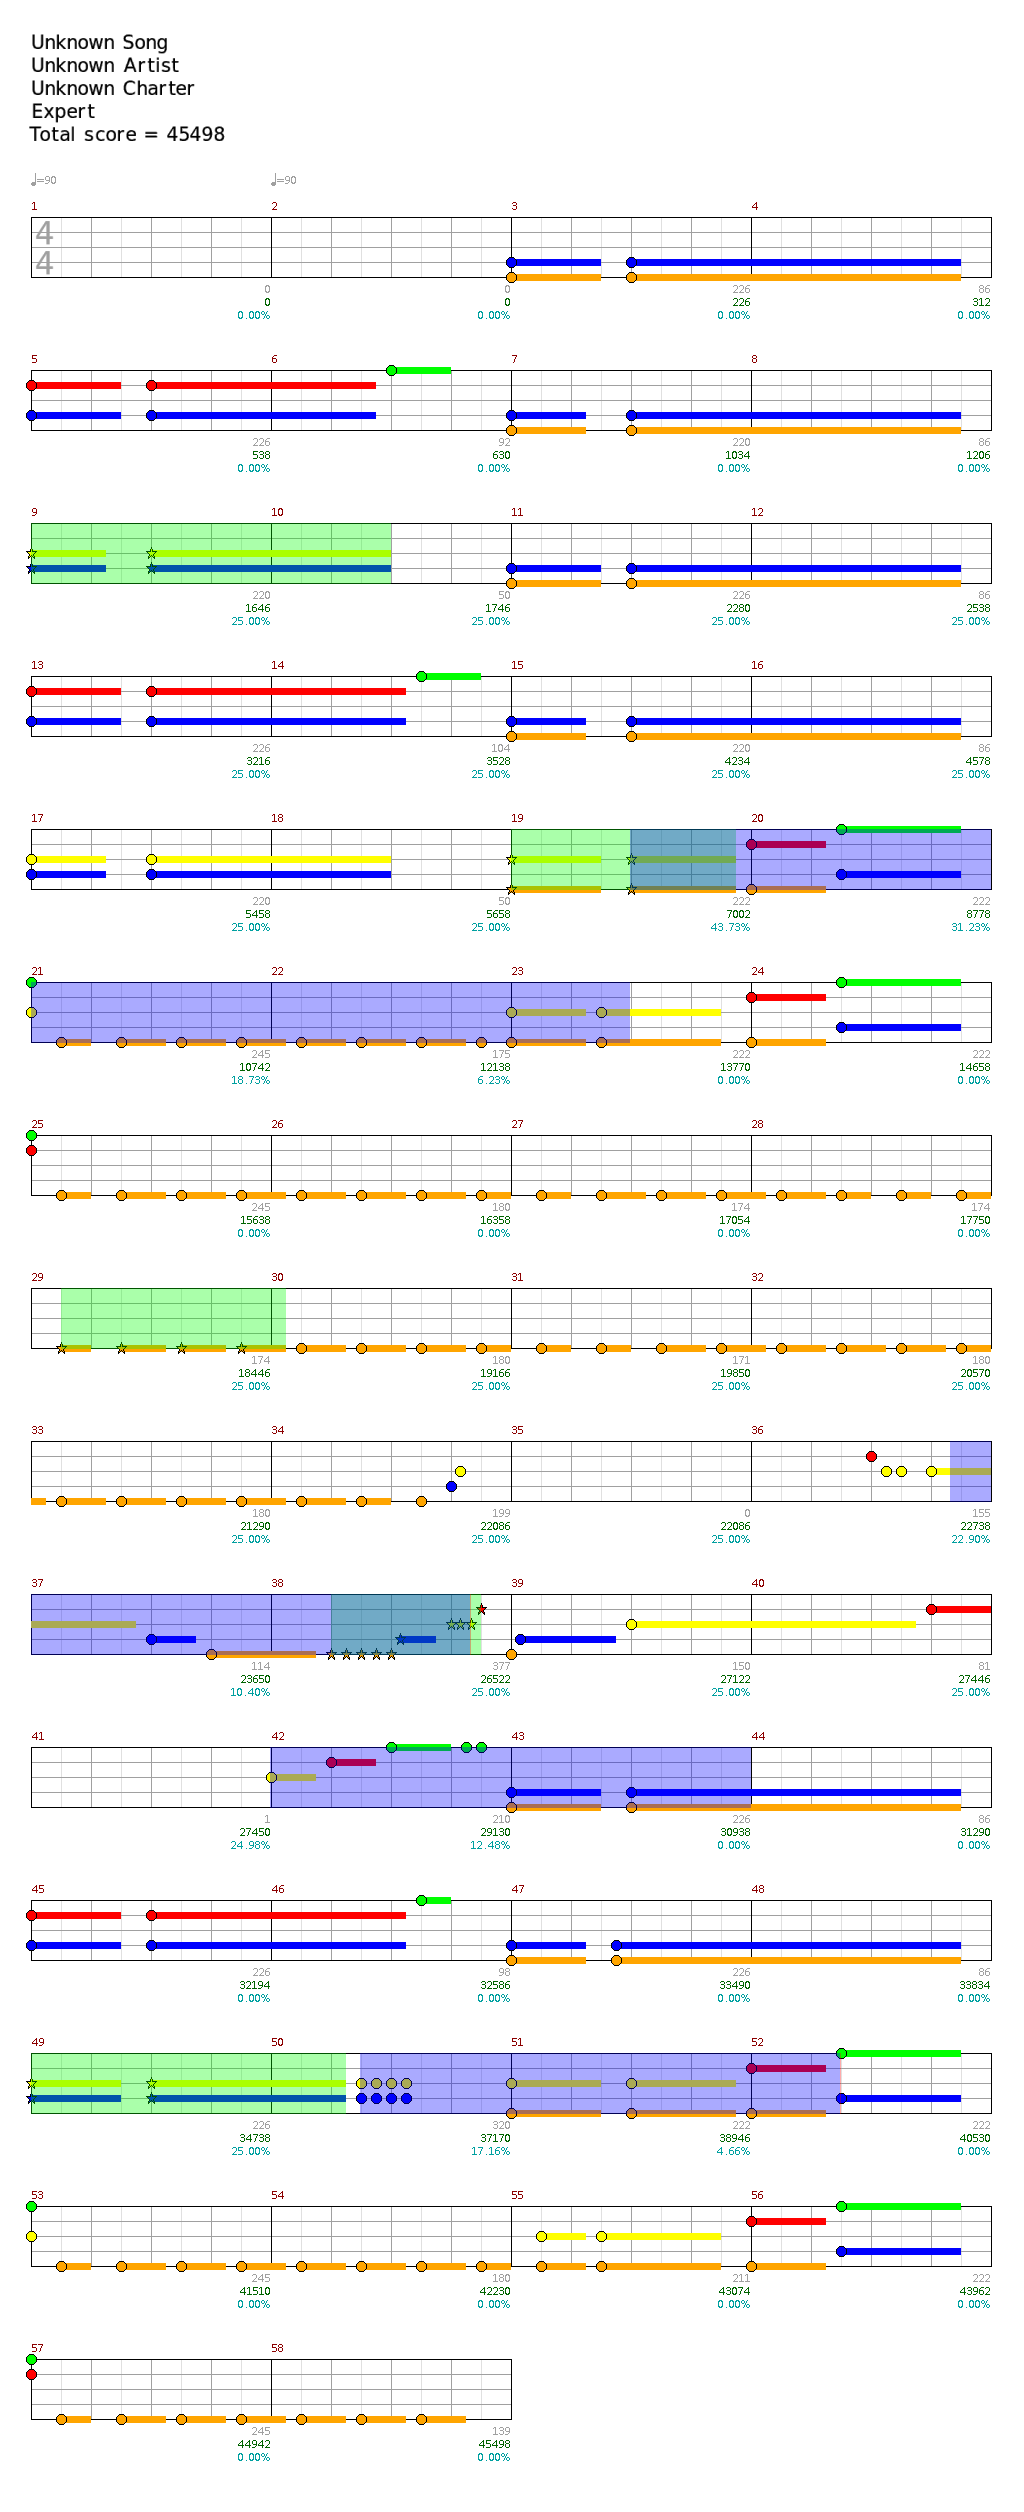 Unknown Song
Unknown Artist
Unknown Charter
Expert
Total score = 45498
♩=90 ♩=90
1 2 3 4
4
4
0 0 226 86
0 0 226 312
0.00% 0.00% 0.00% 0.00%
5 6 7 8
226 92 220 86
538 630 1034 1206
0.00% 0.00% 0.00% 0.00%
9 10 11 12
220 50 226 86
1646 1746 2280 2538
25.00% 25.00% 25.00% 25.00%
13 14 15 16
226 104 220 86
3216 3528 4234 4578
25.00% 25.00% 25.00% 25.00%
17 18 19 20
220 50 222 222
5458 5658 7002 8778
25.00% 25.00% 43.73% 31.23%
21 22 23 24
245 175 222 222
10742 12138 13770 14658
18.73% 6.23% 0.00% 0.00%
25 26 27 28
245 180 174 174
15638 16358 17054 17750
0.00% 0.00% 0.00% 0.00%
29 30 31 32
174 180 171 180
18446 19166 19850 20570
25.00% 25.00% 25.00% 25.00%
33 34 35 36
180 199 0 155
21290 22086 22086 22738
25.00% 25.00% 25.00% 22.90%
37 38 39 40
114 377 150 81
23650 26522 27122 27446
10.40% 25.00% 25.00% 25.00%
41 42 43 44
1 210 226 86
27450 29130 30938 31290
24.98% 12.48% 0.00% 0.00%
45 46 47 48
226 98 226 86
32194 32586 33490 33834
0.00% 0.00% 0.00% 0.00%
49 50 51 52
226 320 222 222
34738 37170 38946 40530
25.00% 17.16% 4.66% 0.00%
53 54 55 56
245 180 211 222
41510 42230 43074 43962
0.00% 0.00% 0.00% 0.00%
57 58
245 139
44942 45498
0.00% 0.00%